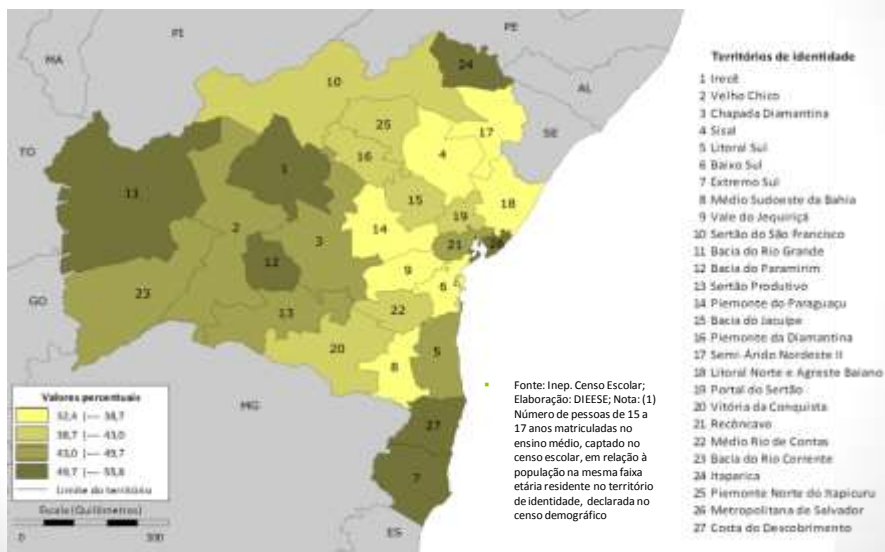 PI
PE
MA
AL
SE
TO
GO
MG
ES
24
10
17
25
4
16
1
11
15
18
14
19
2
3
21
26
12
9
6
23
13
22
20
5
8
27
7
Valores percentuais
32,4 |--- 38,7
38,7 |--- 43,0
43,0 |--- 49,7
49,7 |--- 55,8
Limite do território
Escala (Quilômetros)
0 100
Fonte: Inep. Censo Escolar;
Elaboração: DIEESE; Nota: (1)
Número de pessoas de 15 a
17 anos matriculadas no
ensino médio, captado no
censo escolar, em relação à
população na mesma faixa
etária residente no território
de identidade, declarada no
censo demográfico
Territórios de identidade
1 Irecê
2 Velho Chico
3 Chapada Diamantina
4 Sisal
5 Litoral Sul
6 Baixo Sul
7 Extremo Sul
8 Médio Sudoeste da Bahia
9 Vale do Jequiriçá
10 Sertão do São Francisco
11 Bacia do Rio Grande
12 Bacia do Paramirim
13 Sertão Produtivo
14 Piemonte do Paraguaçu
15 Bacia do Jacuípe
16 Piemonte da Diamantina
17 Semi-Árido Nordeste II
18 Litoral Norte e Agreste Baiano
19 Portal do Sertão
20 Vitória da Conquista
21 Recôncavo
22 Médio Rio de Contas
23 Bacia do Rio Corrente
24 Itaparica
25 Piemonte Norte do Itapicuru
26 Metropolitana de Salvador
27 Costa do Descobrimento